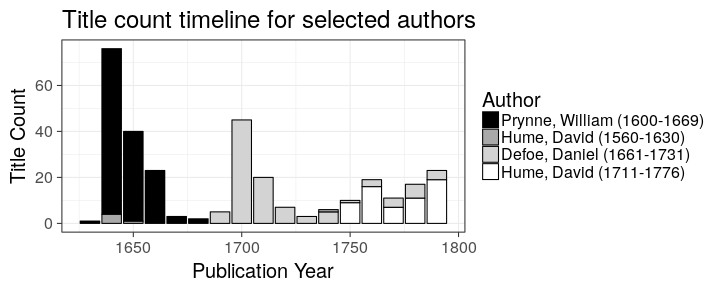 Title count timeline for selected authors
Title Count
60
40
20
0
1650
1700
1750
1800
Publication Year
Author
Prynne, William (1600-1669)
Hume, David (1560-1630)
Defoe, Daniel (1661-1731)
Hume, David (1711-1776)